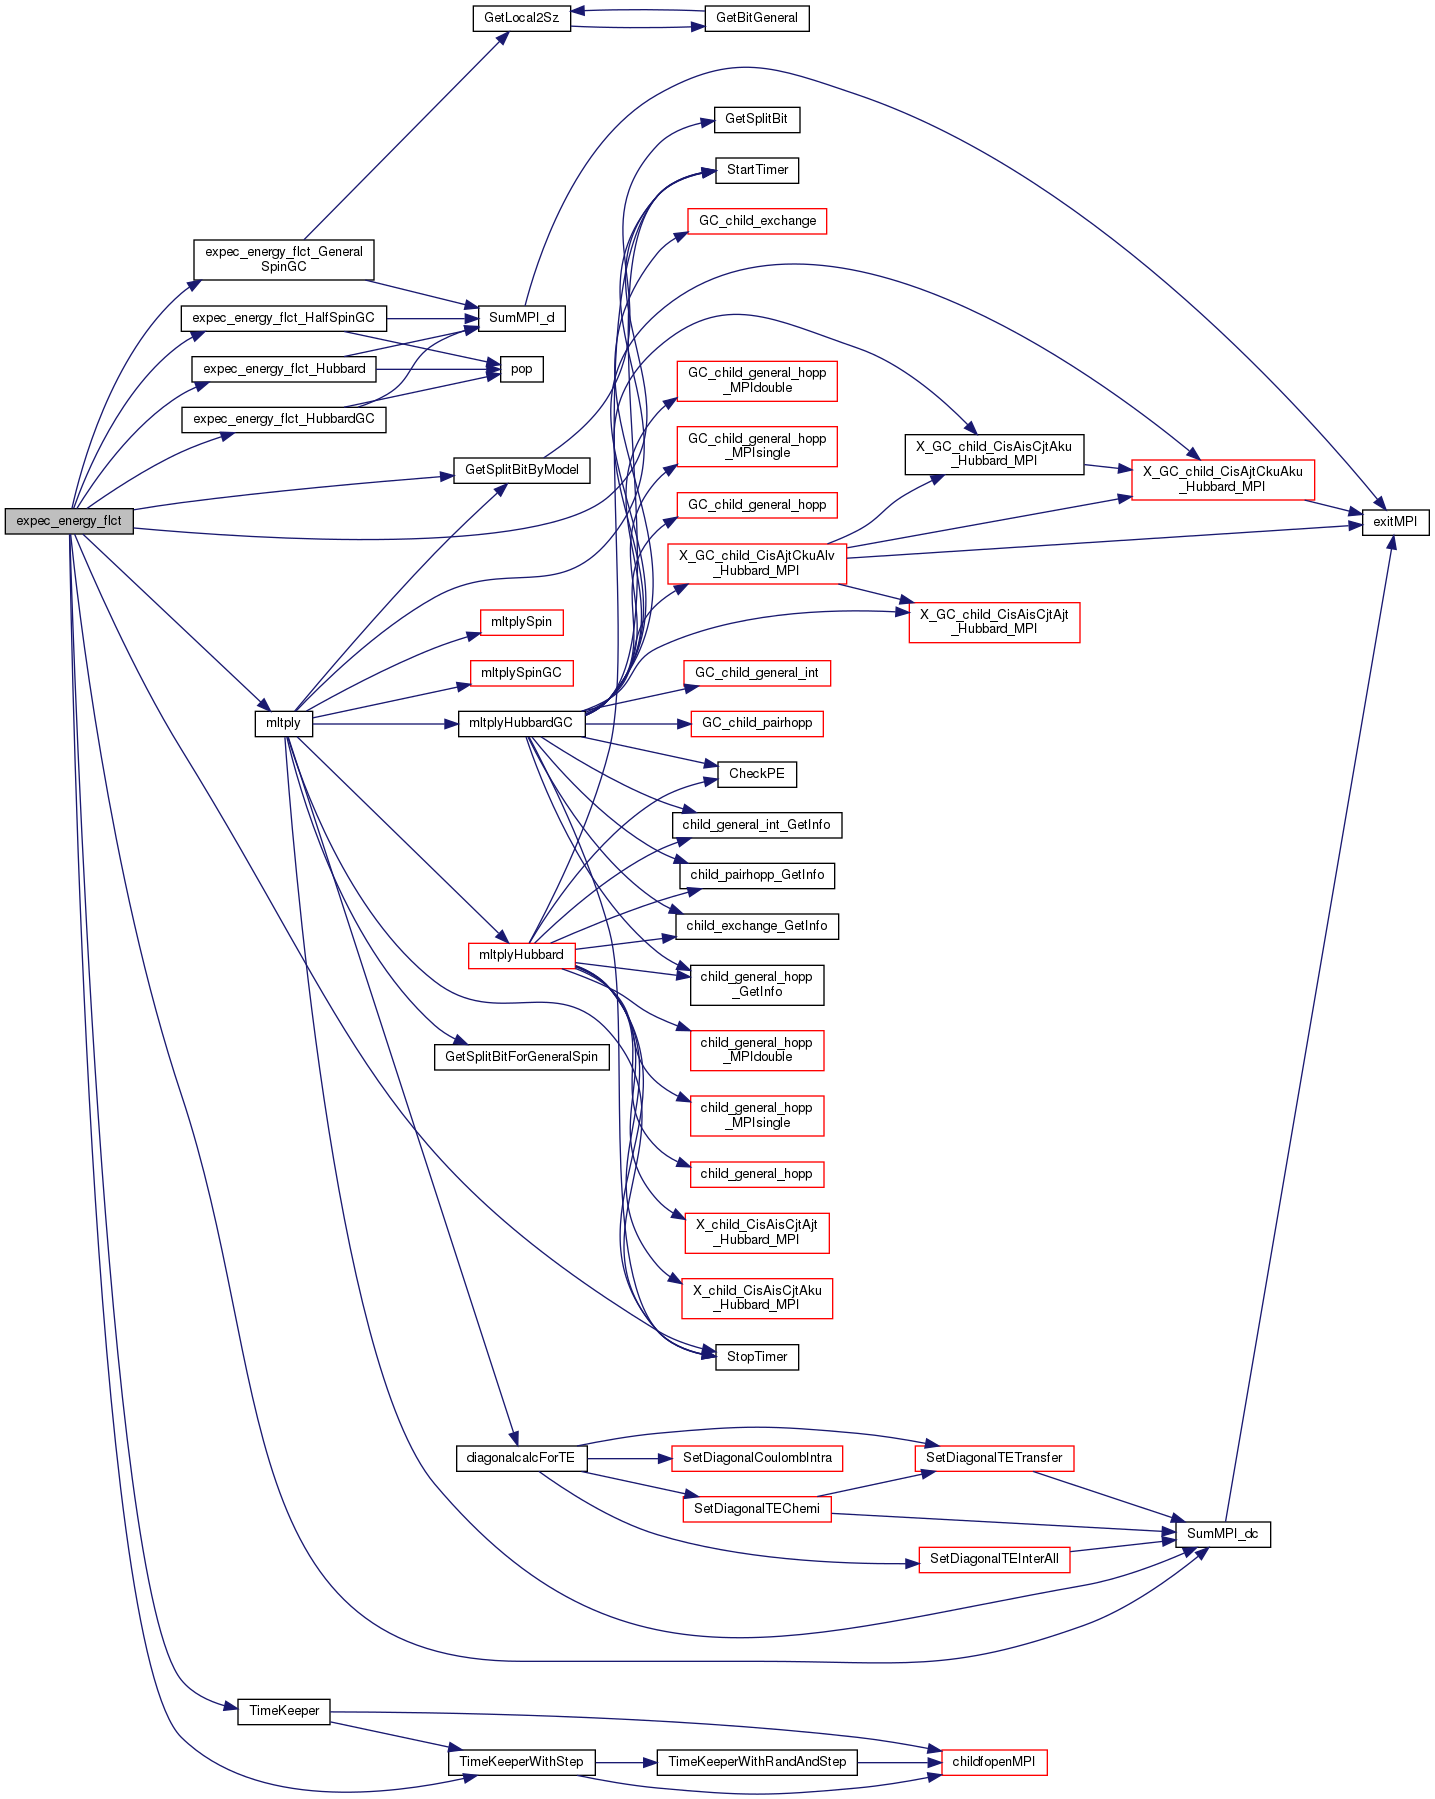 GetLocal2Sz
GetBitGeneral
GetSplitBit
StartTimer
GC_child_exchange
expec_energy_flct_General
SpinGC
expec_energy_flct_HalfSpinGC
SumMPI_d
expec_energy_flct_Hubbard
pop
expec_energy_flct_HubbardGC
GC_child_general_hopp
_MPIdouble
GC_child_general_hopp
_MPIsingle
X_GC_child_CisAisCjtAku
_Hubbard_MPI
GetSplitBitByModel
X_GC_child_CisAjtCkuAku
_Hubbard_MPI
GC_child_general_hopp
expec_energy_flct
exitMPI
X_GC_child_CisAjtCkuAlv
_Hubbard_MPI
mltplySpin
X_GC_child_CisAisCjtAjt
_Hubbard_MPI
mltplySpinGC
GC_child_general_int
mltply
mltplyHubbardGC
GC_child_pairhopp
CheckPE
child_general_int_GetInfo
child_pairhopp_GetInfo
child_exchange_GetInfo
mltplyHubbard
child_general_hopp
_GetInfo
GetSplitBitForGeneralSpin
child_general_hopp
_MPIdouble
child_general_hopp
_MPIsingle
child_general_hopp
X_child_CisAisCjtAjt
_Hubbard_MPI
X_child_CisAisCjtAku
_Hubbard_MPI
StopTimer
diagonalcalcForTE
SetDiagonalCoulombIntra
SetDiagonalTETransfer
SetDiagonalTEChemi
SumMPI_dc
SetDiagonalTEInterAll
TimeKeeper
TimeKeeperWithStep
TimeKeeperWithRandAndStep
childfopenMPI